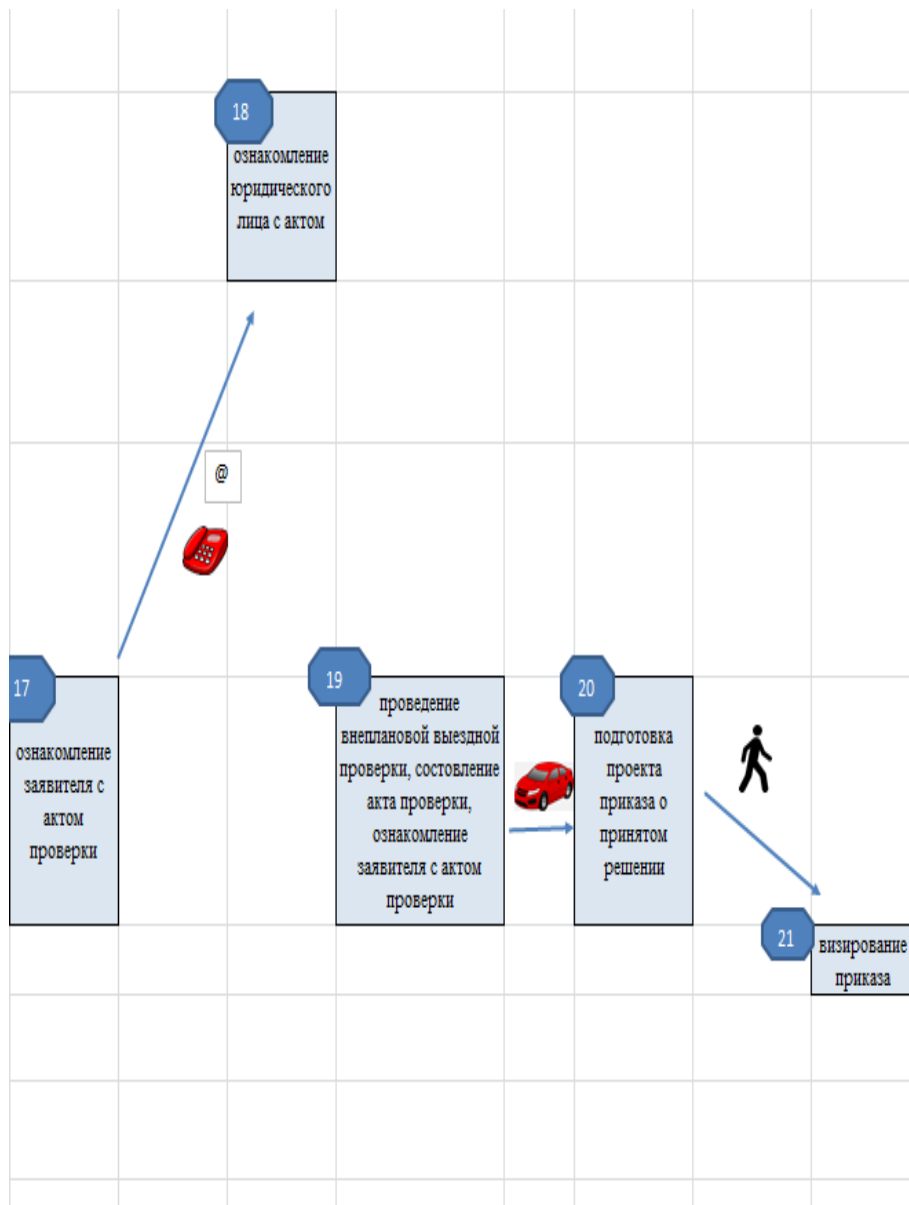 18
ознакомление
юридического
лица с актом
@
17
ознакомление
заявителя с
актом
проверки
19
проведение
внеплановой выездной
проверки, состовление
акта проверки,
ознакомление
заявителя с актом
проверки
20
подготовка
проекта
приказа о
принятом
решении
21
визирование
приказа